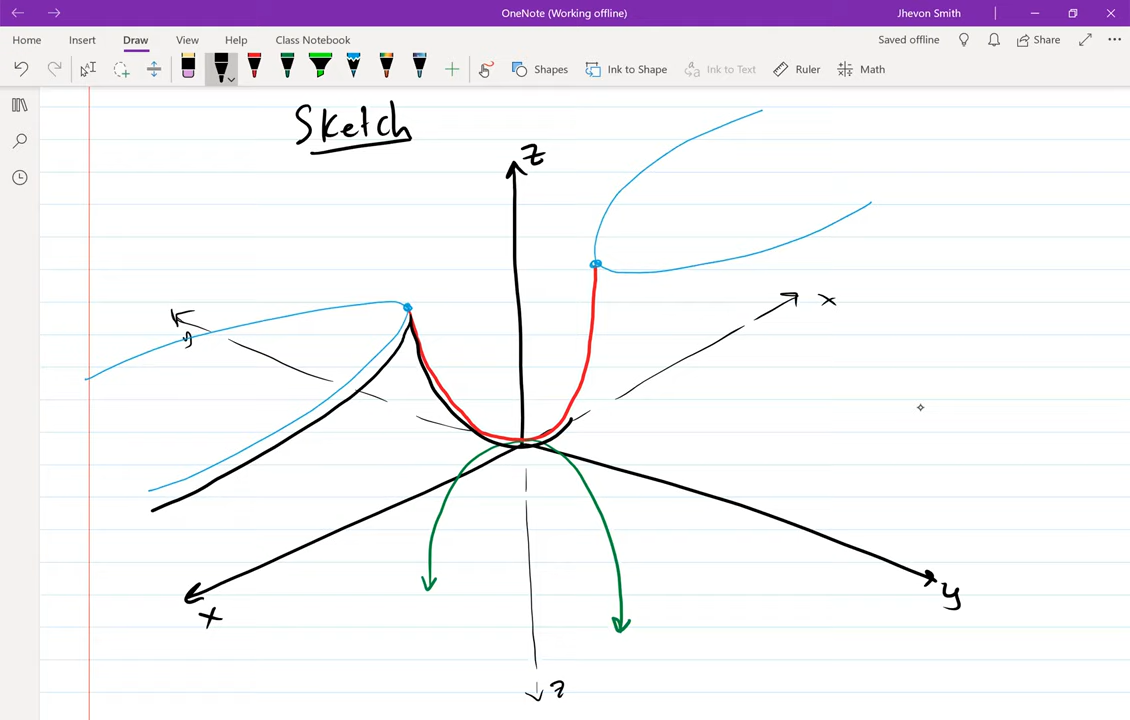 OneNote (Working offline)
Jhevon Smith
Home Insert Draw View Help Class Notebook
Saved offline
Share
Shapes
Ink to Shape
Ink to Text
Ruler
Math
Sketch
z
x
y
x
y
z